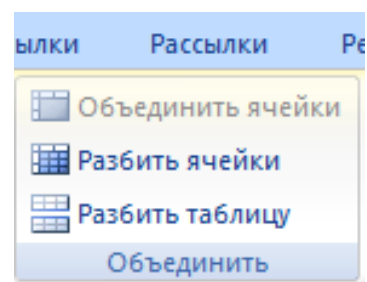 ылки Рассылки Ре
Объединить ячейки
Разбить ячейки
Разбить таблицу
Объединить